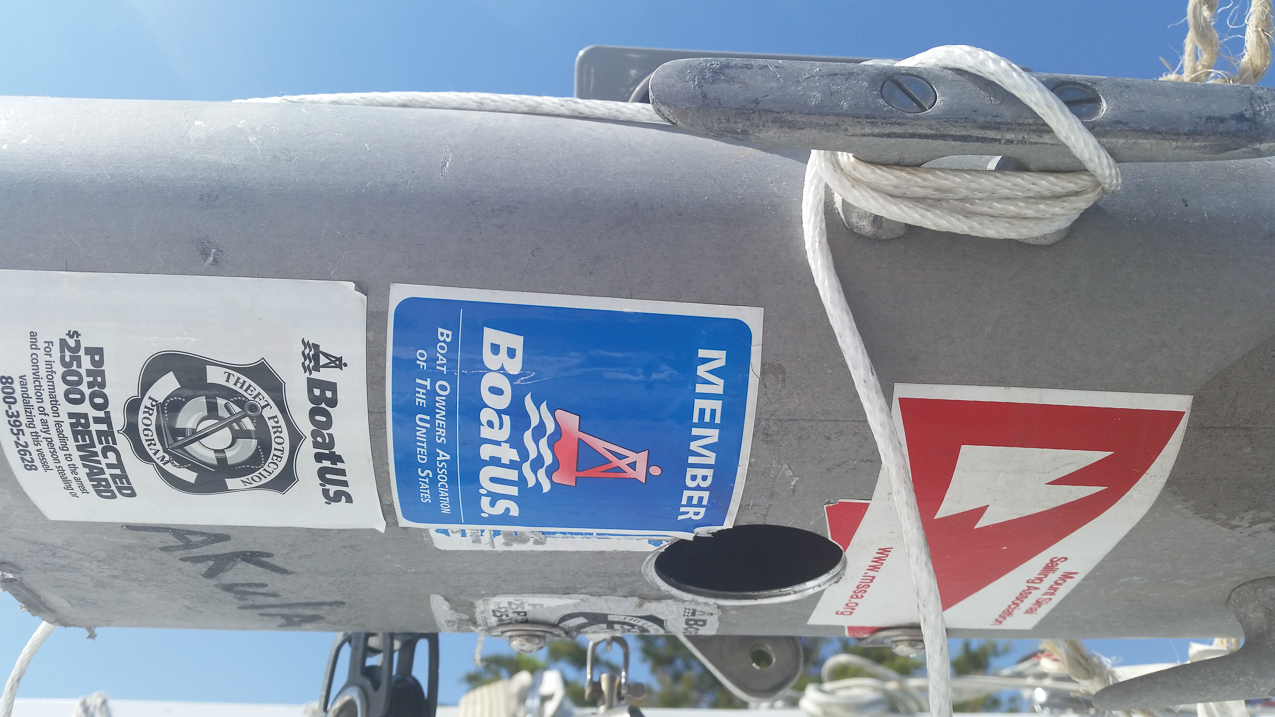 BoatU.S.
THEFT PROTECTION
PROGRAM
PROTECTED
$2500 REWARD
For information leading to the arrest
and conviction of any person stealing or
vandalizing this vessel.
800-395-2628
MEMBER
BoatU.S.
BOAT OWNERS ASSOCIATION
OF THE UNITED STATES
Mount Sinai
Sailing Association
www.mssa.org
AKulA